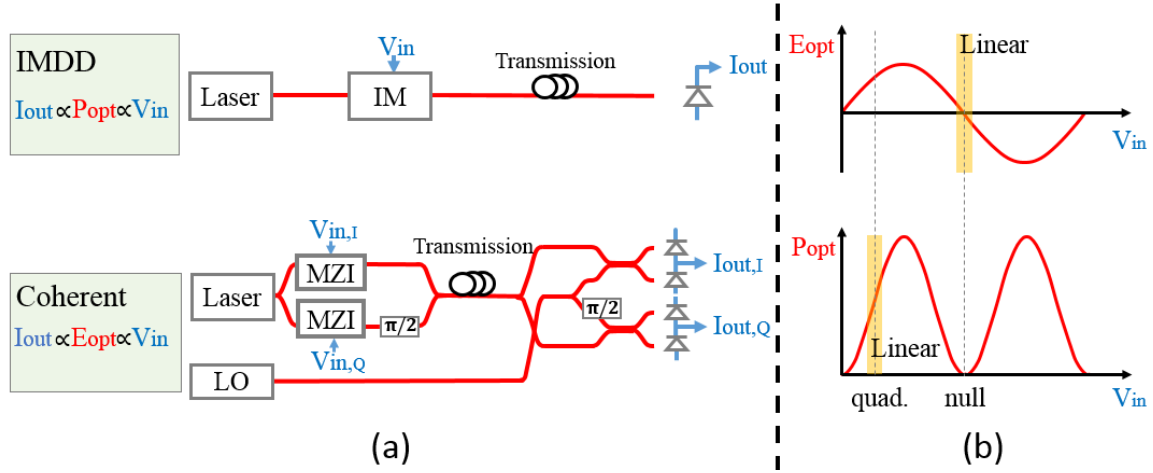 IMDD
Iout∝Popt∝Vin
Laser
Vin
IM
Transmission
Iout
Coherent
Iout∝Eopt∝Vin
Laser
Vin,I
MZI
MZI
Vin,Q
π/2
Transmission
π/2
Iout,I
Iout,Q
LO
(a)
Eopt
Linear
Vin
Popt
Linear
quad.
null
Vin
(b)